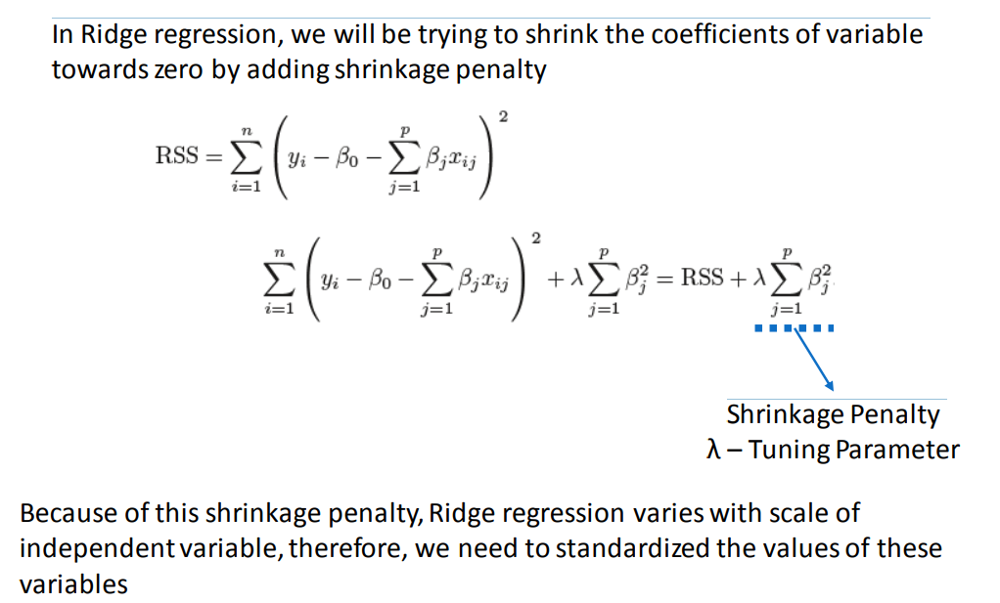 In Ridge regression, we will be trying to shrink the coefficients of variable
towards zero by adding shrinkage penalty
RSS = \sum_{i=1}^{n} \left( y_i - \beta_0 - \sum_{j=1}^{p} \beta_j x_{ij} \right)^2
\sum_{i=1}^{n} \left( y_i - \beta_0 - \sum_{j=1}^{p} \beta_j x_{ij} \right)^2 + \lambda \sum_{j=1}^{p} \beta_j^2 = RSS + \lambda \sum_{j=1}^{p} \beta_j^2
Shrinkage Penalty
λ – Tuning Parameter
Because of this shrinkage penalty, Ridge regression varies with scale of
independent variable, therefore, we need to standardized the values of these
variables